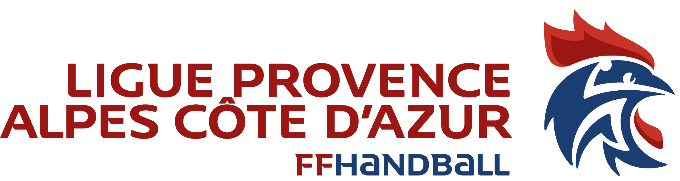 LIGUE PROVENCE
ALPES CÔTE D'AZUR
FFHANDBALL